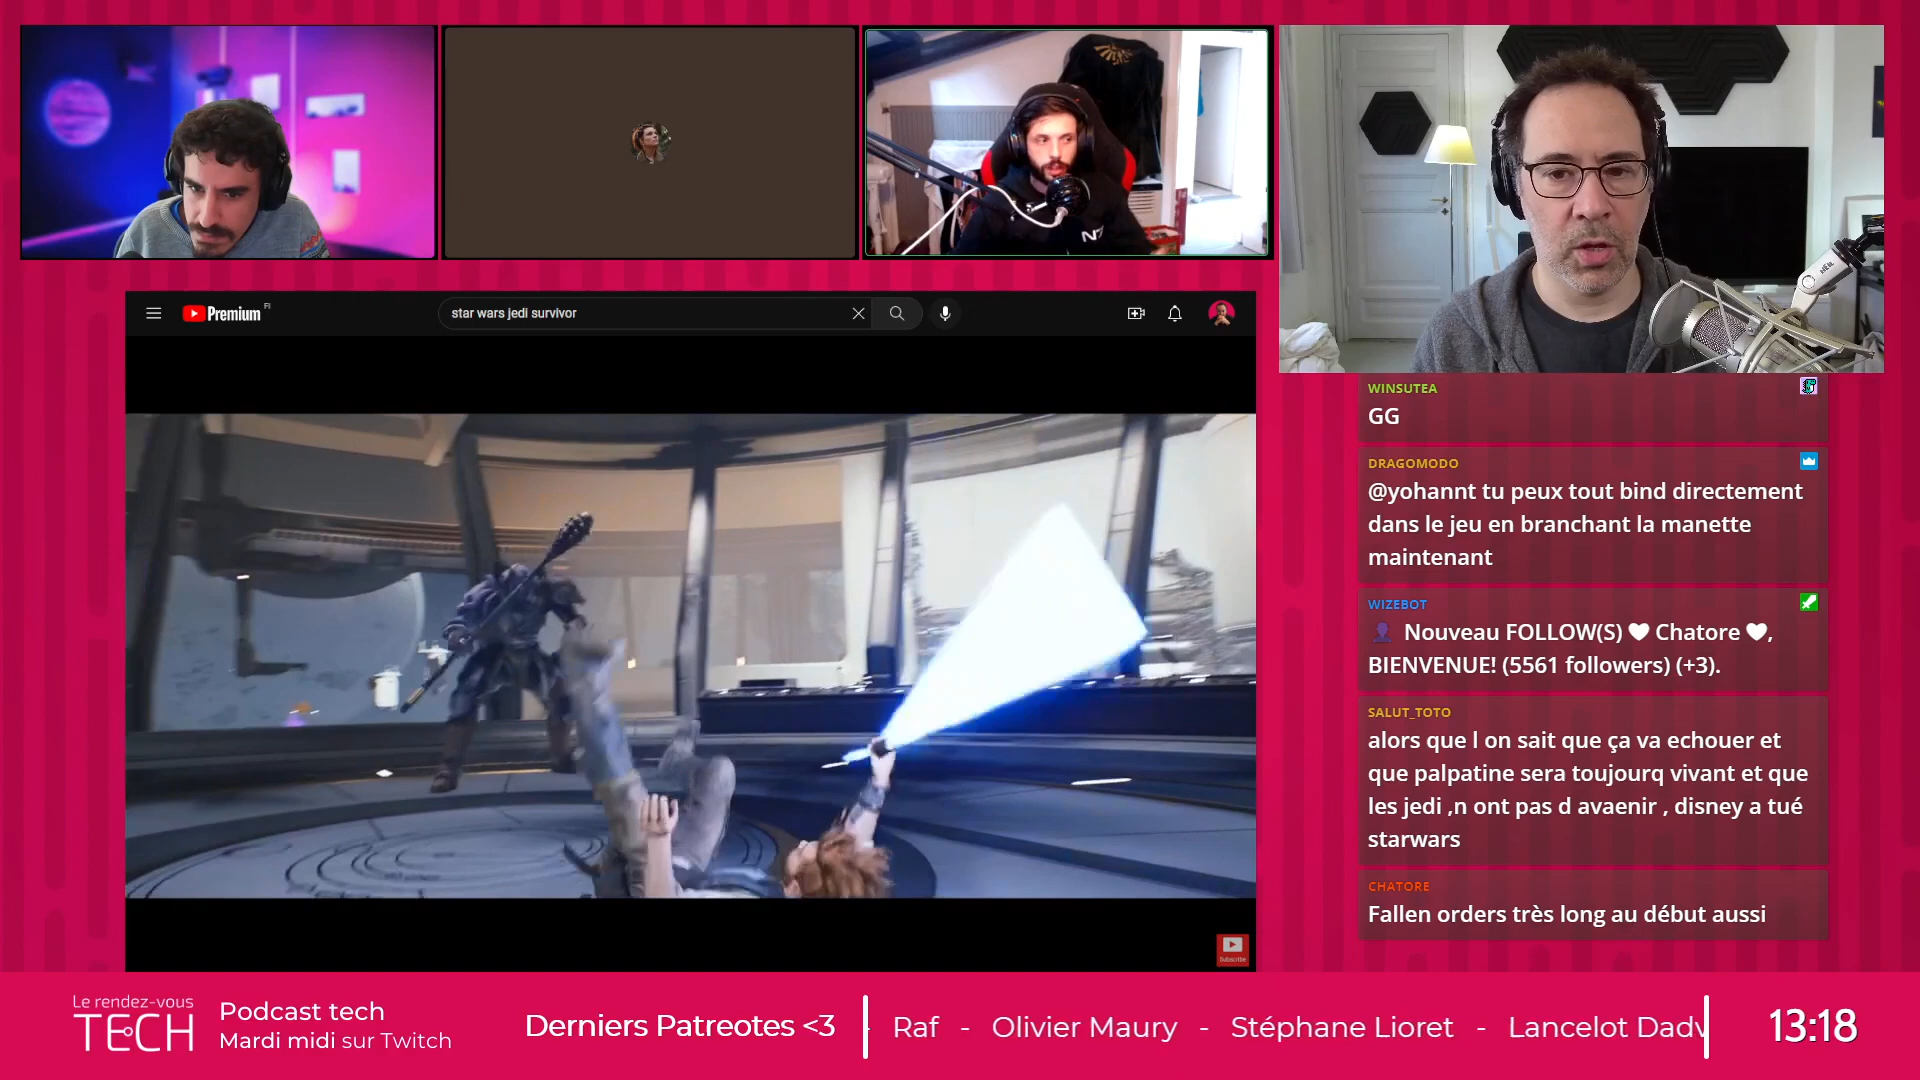 N7
Premium FI
star wars jedi survivor
WINSUTEA
GG
DRAGOMODO
@yohannt tu peux tout bind directement
dans le jeu en branchant la manette
maintenant
WIZEBOT
Nouveau FOLLOW(S) Chatore ,
BIENVENUE! (5561 followers) (+3).
SALUT_TOTO
alors que l on sait que ça va echouer et
que palpatine sera toujourq vivant et que
les jedi ,n ont pas d avaenir , disney a tué
starwars
CHATORE
Fallen orders très long au début aussi
Subscribe
Le rendez-vous
TECH
Podcast tech
Mardi midi sur Twitch
Derniers Patreotes <3
- Raf - Olivier Maury - Stéphane Lioret - Lancelot Dadv
13:18